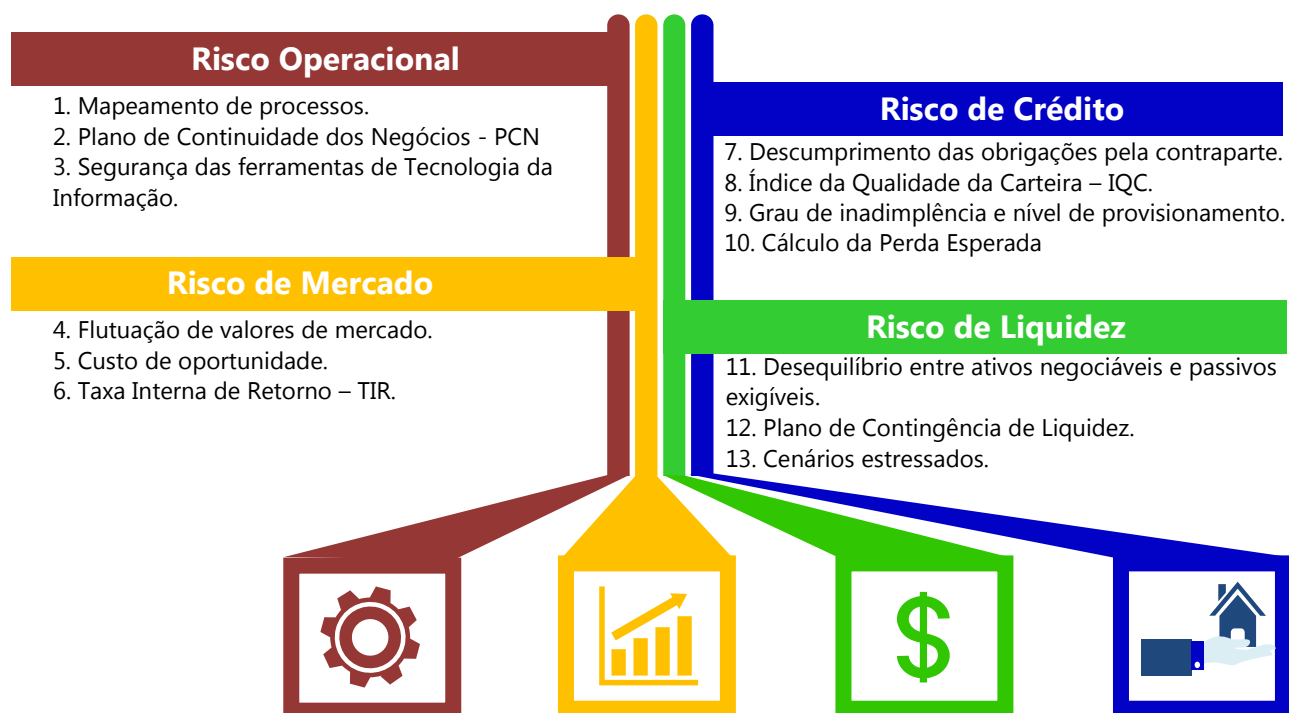 Risco Operacional
1. Mapeamento de processos.
2. Plano de Continuidade dos Negócios - PCN
3. Segurança das ferramentas de Tecnologia da
Informação.
Risco de Mercado
4. Flutuação de valores de mercado.
5. Custo de oportunidade.
6. Taxa Interna de Retorno – TIR.
Risco de Crédito
7. Descumprimento das obrigações pela contraparte.
8. Índice da Qualidade da Carteira – IQC.
9. Grau de inadimplência e nível de provisionamento.
10. Cálculo da Perda Esperada
Risco de Liquidez
11. Desequilíbrio entre ativos negociáveis e passivos
exigíveis.
12. Plano de Contingência de Liquidez.
13. Cenários estressados.
$